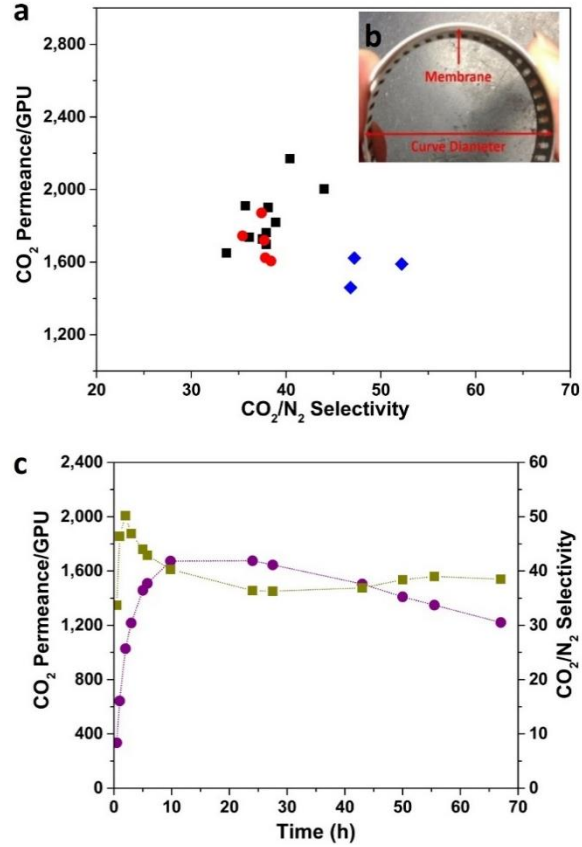 a
b
Membrane
Curve Diameter
CO₂ Permeance/GPU
2,800
2,400
2,000
1,600
1,200
20 30 40 50 60 70
CO₂/N₂ Selectivity
c
CO₂ Permeance/GPU
2,400
2,000
1,600
1,200
800
400
0
60
50
40
30
20
10
0
CO₂/N₂ Selectivity
0 10 20 30 40 50 60 70
Time (h)